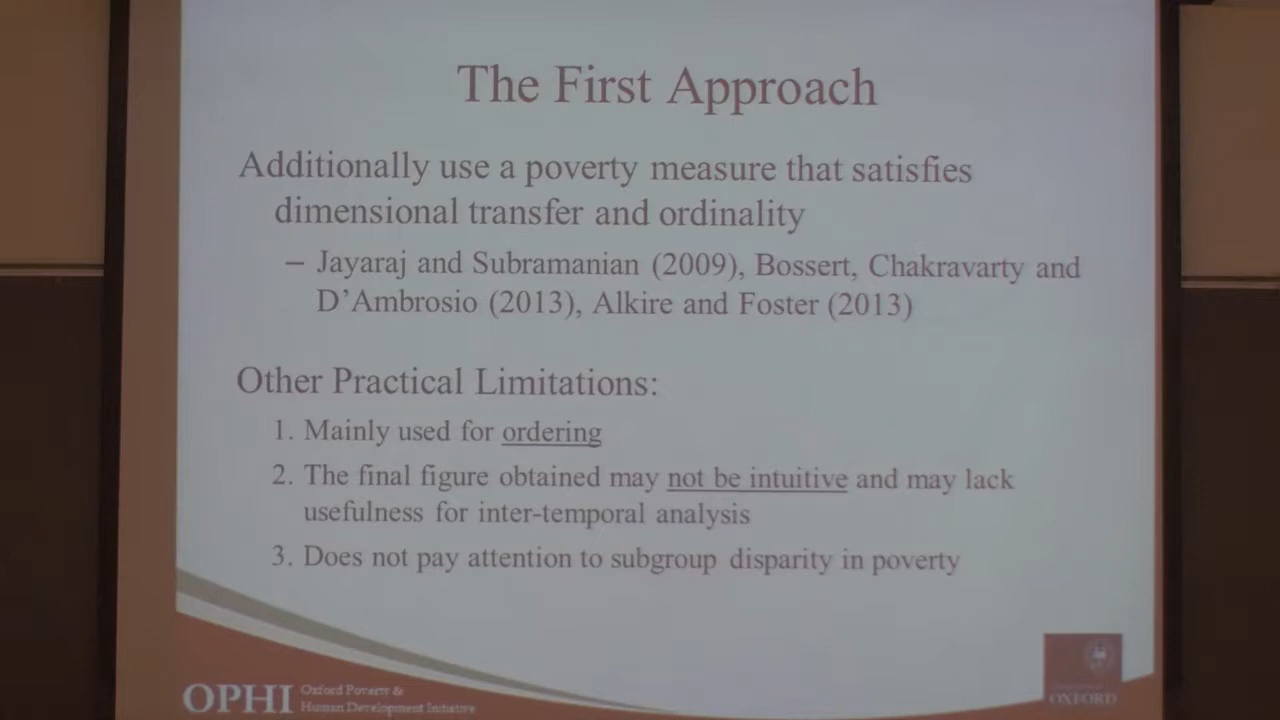 The First Approach
Additionally use a poverty measure that satisfies
dimensional transfer and ordinality
– Jayaraj and Subramanian (2009), Bossert, Chakravarty and
D'Ambrosio (2013), Alkire and Foster (2013)
Other Practical Limitations:
1. Mainly used for ordering
2. The final figure obtained may not be intuitive and may lack
usefulness for inter-temporal analysis
3. Does not pay attention to subgroup disparity in poverty
OPHI
Oxford Poverty &
Human Development Initiative
OXFORD